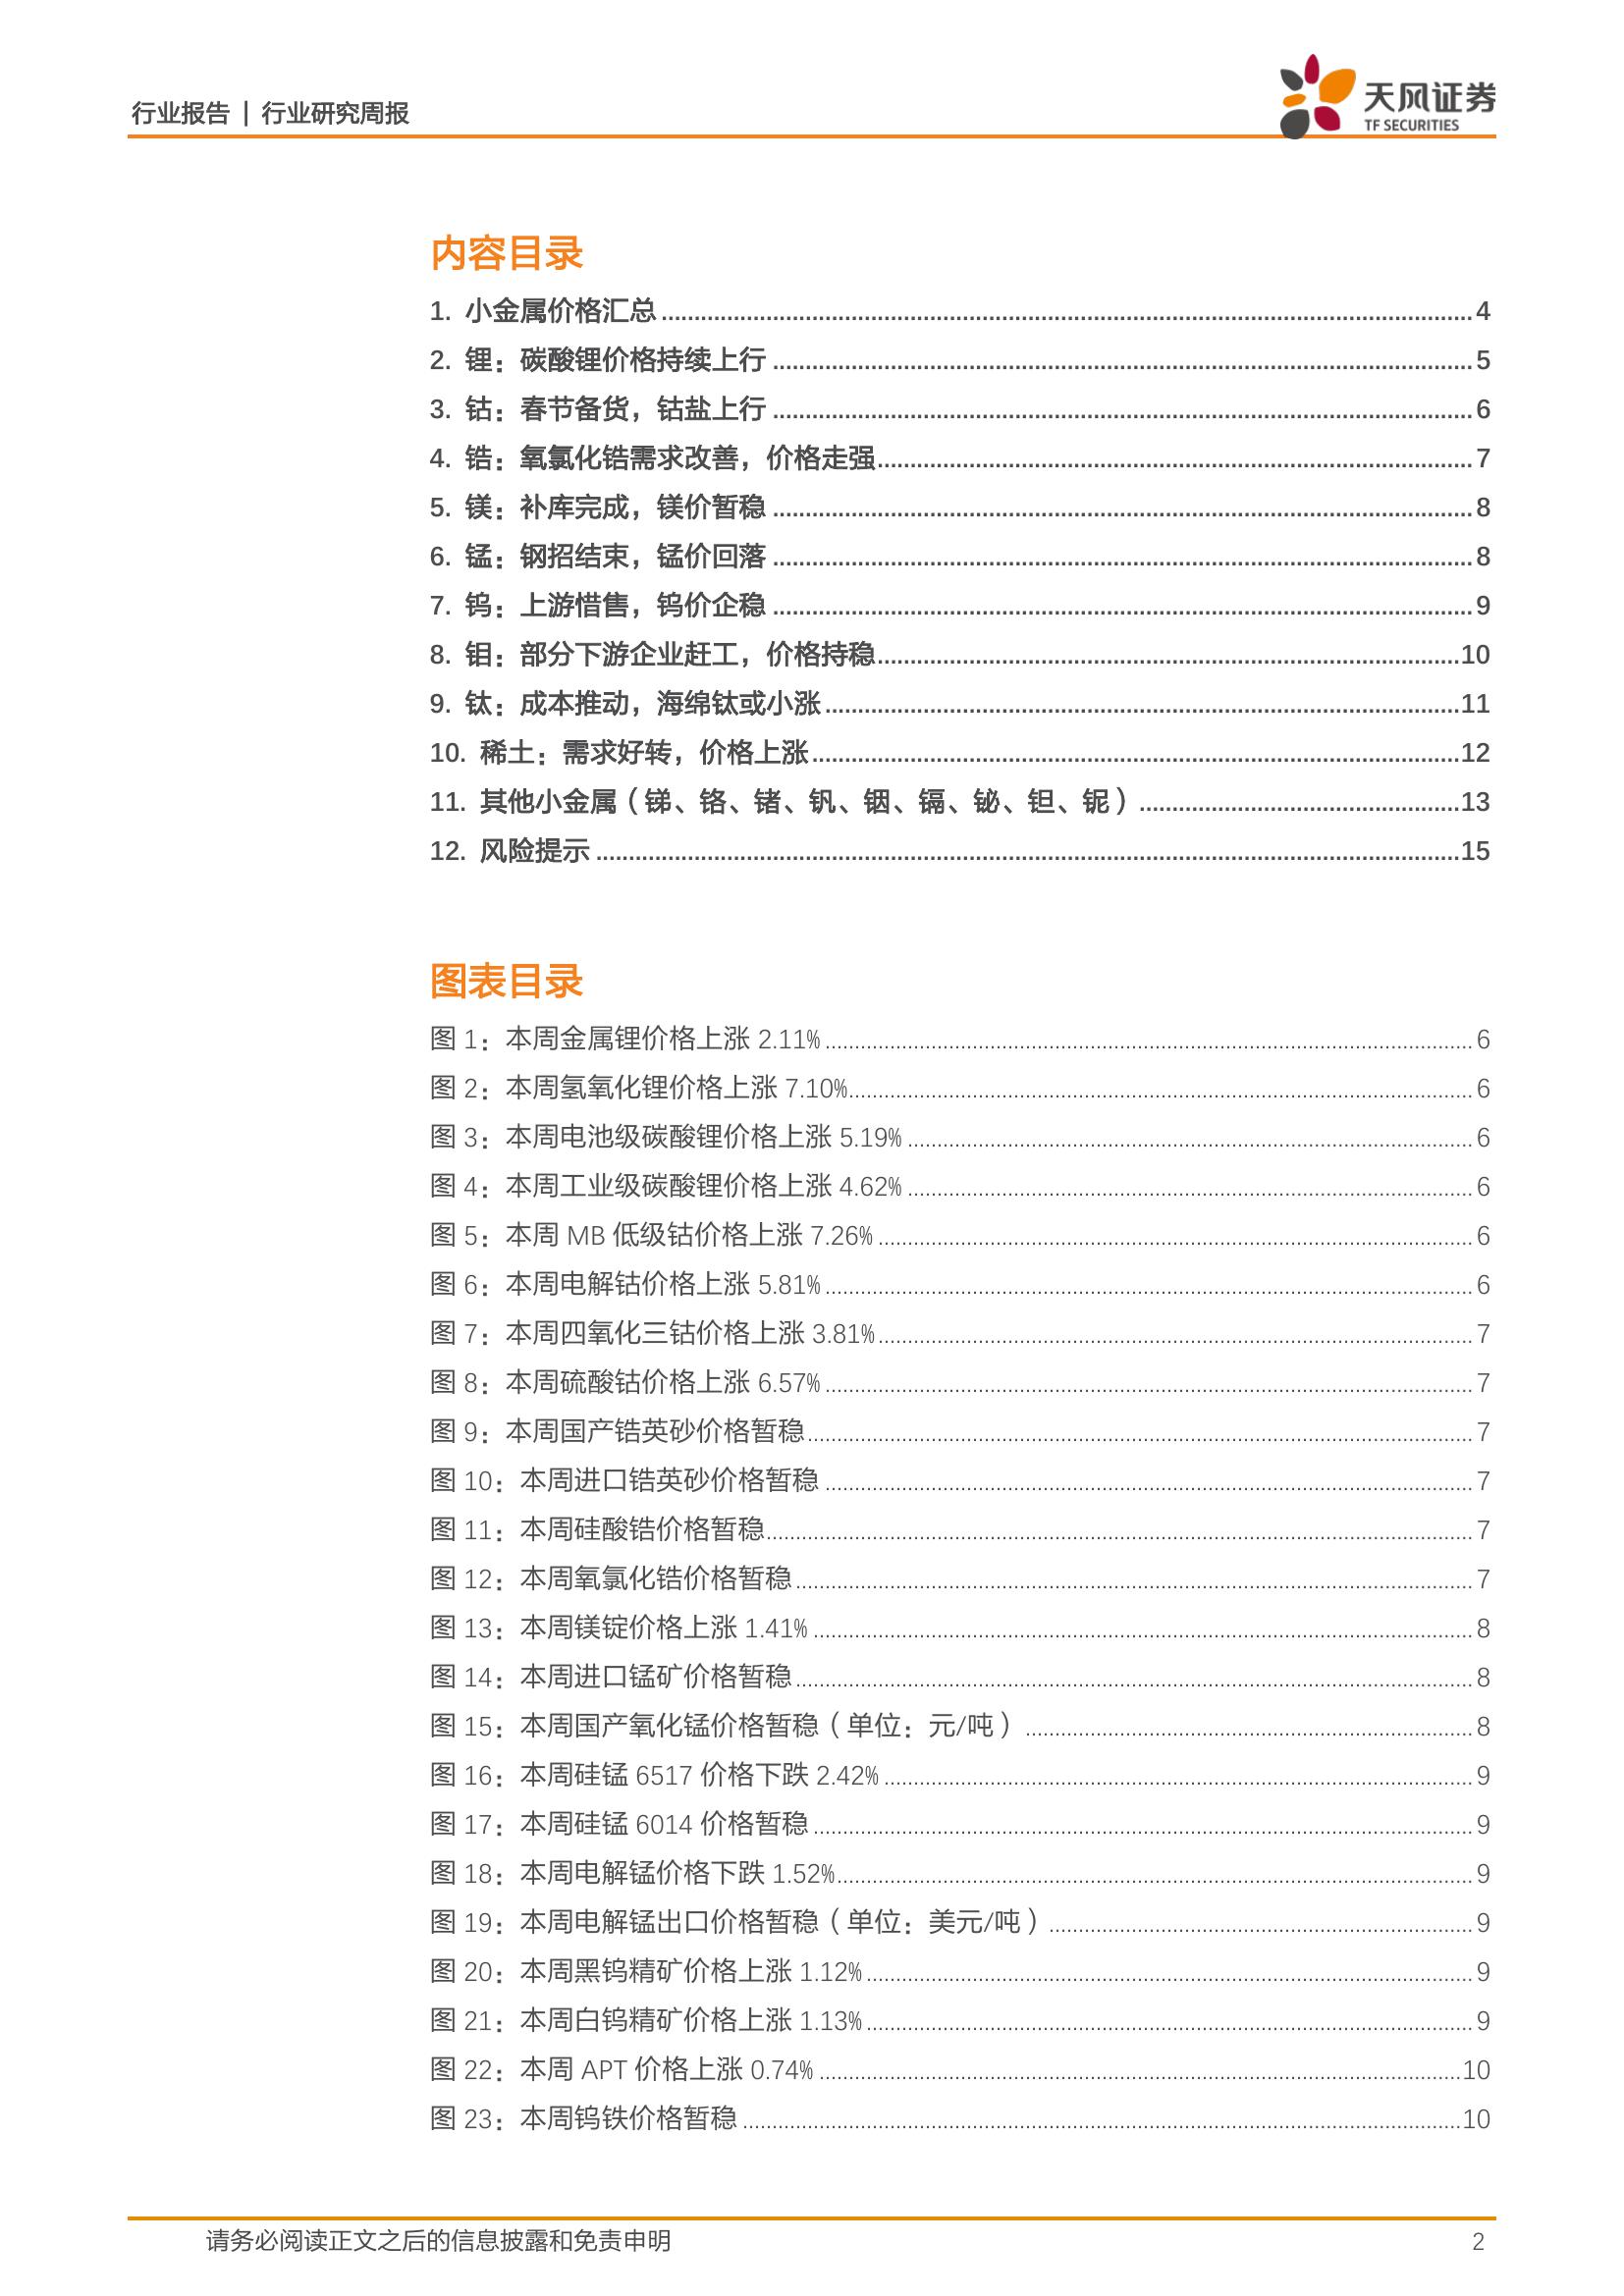 行业报告 | 行业研究周报
天风证券
TF SECURITIES
内容目录
1. 小金属价格汇总 4
2. 锂：碳酸锂价格持续上行 5
3. 钴：春节备货，钴盐上行 6
4. 锆：氧氯化锆需求改善，价格走强 7
5. 镁：补库完成，镁价暂稳 8
6. 锰：钢招结束，锰价回落 8
7. 钨：上游惜售，钨价企稳 9
8. 钼：部分下游企业赶工，价格持稳 10
9. 钛：成本推动，海绵钛或小涨 11
10. 稀土：需求好转，价格上涨 12
11. 其他小金属（锑、铬、锗、钒、铟、镉、铋、钽、铌） 13
12. 风险提示 15
图表目录
图 1：本周金属锂价格上涨 2.11% 6
图 2：本周氢氧化锂价格上涨 7.10% 6
图 3：本周电池级碳酸锂价格上涨 5.19% 6
图 4：本周工业级碳酸锂价格上涨 4.62% 6
图 5：本周 MB 低级钴价格上涨 7.26% 6
图 6：本周电解钴价格上涨 5.81% 6
图 7：本周四氧化三钴价格上涨 3.81% 7
图 8：本周硫酸钴价格上涨 6.57% 7
图 9：本周国产锆英砂价格暂稳 7
图 10：本周进口锆英砂价格暂稳 7
图 11：本周硅酸锆价格暂稳 7
图 12：本周氧氯化锆价格暂稳 7
图 13：本周镁锭价格上涨 1.41% 8
图 14：本周进口锰矿价格暂稳 8
图 15：本周国产氧化锰价格暂稳（单位：元/吨） 8
图 16：本周硅锰 6517 价格下跌 2.42% 9
图 17：本周硅锰 6014 价格暂稳 9
图 18：本周电解锰价格下跌 1.52% 9
图 19：本周电解锰出口价格暂稳（单位：美元/吨） 9
图 20：本周黑钨精矿价格上涨 1.12% 9
图 21：本周白钨精矿价格上涨 1.13% 9
图 22：本周 APT 价格上涨 0.74% 10
图 23：本周钨铁价格暂稳 10
请务必阅读正文之后的信息披露和免责申明 2